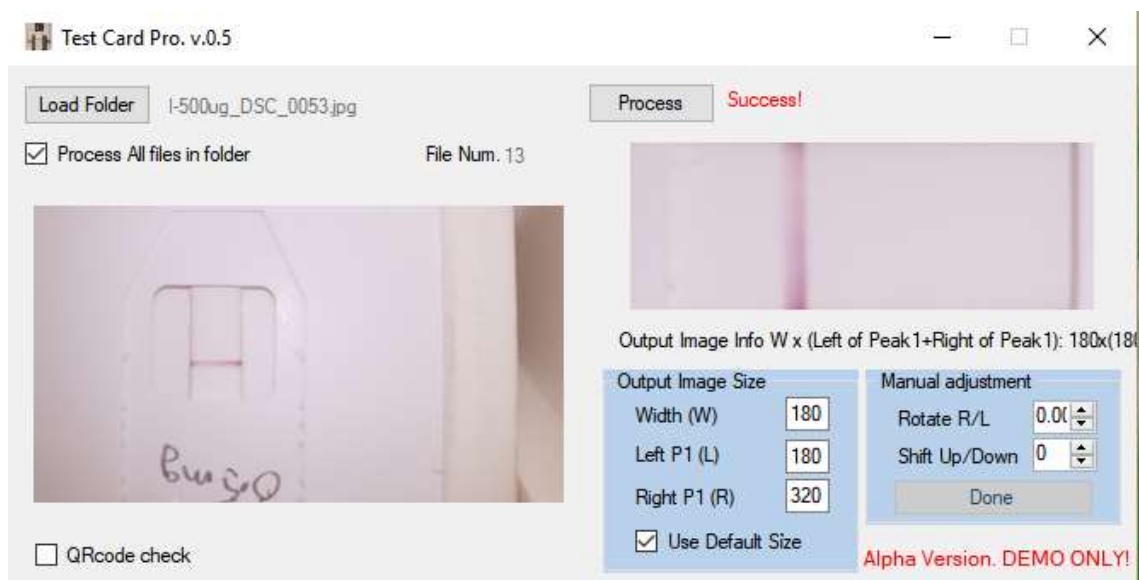 Test Card Pro. v.0.5
Load Folder
I-500ug_DSC_0053.jpg
Process
Success!
Process All files in folder
File Num. 13
Output Image Info W x (Left of Peak1+Right of Peak1): 180x(180
Output Image Size
Width (W) 180
Left P1 (L) 180
Right P1 (R) 320
Use Default Size
Manual adjustment
Rotate R/L 0.00
Shift Up/Down 0
Done
QRcode check
Alpha Version. DEMO ONLY!